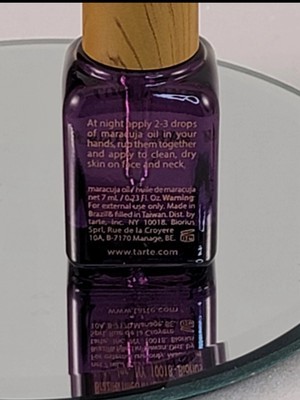 At night apply 2-3 drops
of maracuja oil in your
hands, rub them together
and apply to clean, dry
skin on face and neck.
maracuja oil/huile de maracuja
net 7 mL / 0.23 fl. Oz. Warning:
For external use only. Made in
Brazil& filled in Taiwan. Dist. by
tarte, inc. NY 10018. Biorius
Sprl, Rue de la Croyere
10A, B-7170 Manage, BE.
www.tarte.com